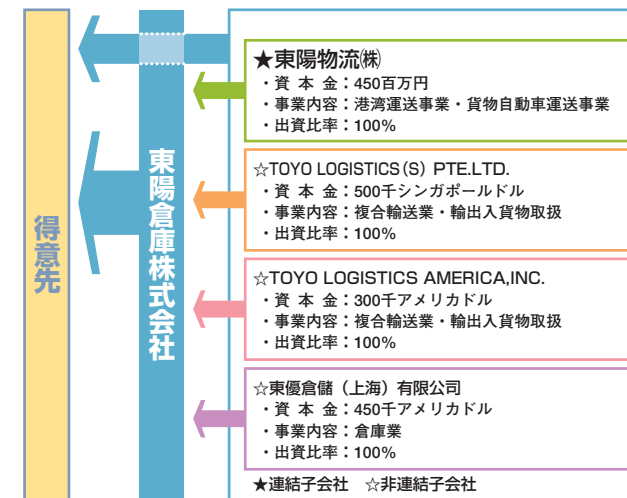 得意先
東陽倉庫株式会社
★東陽物流㈱
・資 本 金：450百万円
・事業内容：港湾運送事業・貨物自動車運送事業
・出資比率：100%
☆TOYO LOGISTICS(S) PTE.LTD.
・資 本 金：500千シンガポールドル
・事業内容：複合輸送業・輸出入貨物取扱
・出資比率：100%
☆TOYO LOGISTICS AMERICA,INC.
・資 本 金：300千アメリカドル
・事業内容：複合輸送業・輸出入貨物取扱
・出資比率：100%
☆東優倉儲（上海）有限公司
・資 本 金：450千アメリカドル
・事業内容：倉庫業
・出資比率：100%
★連結子会社　☆非連結子会社